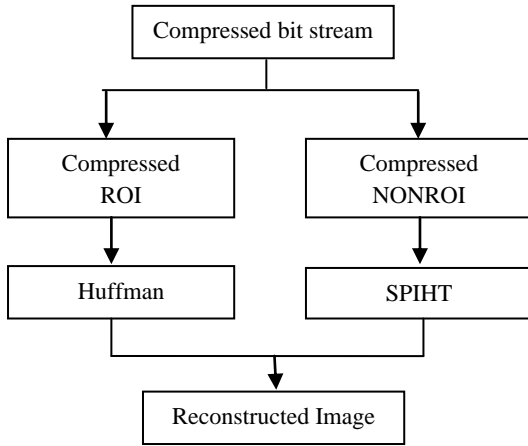 Compressed bit stream
Compressed
ROI
Compressed
NONROI
Huffman
SPIHT
Reconstructed Image